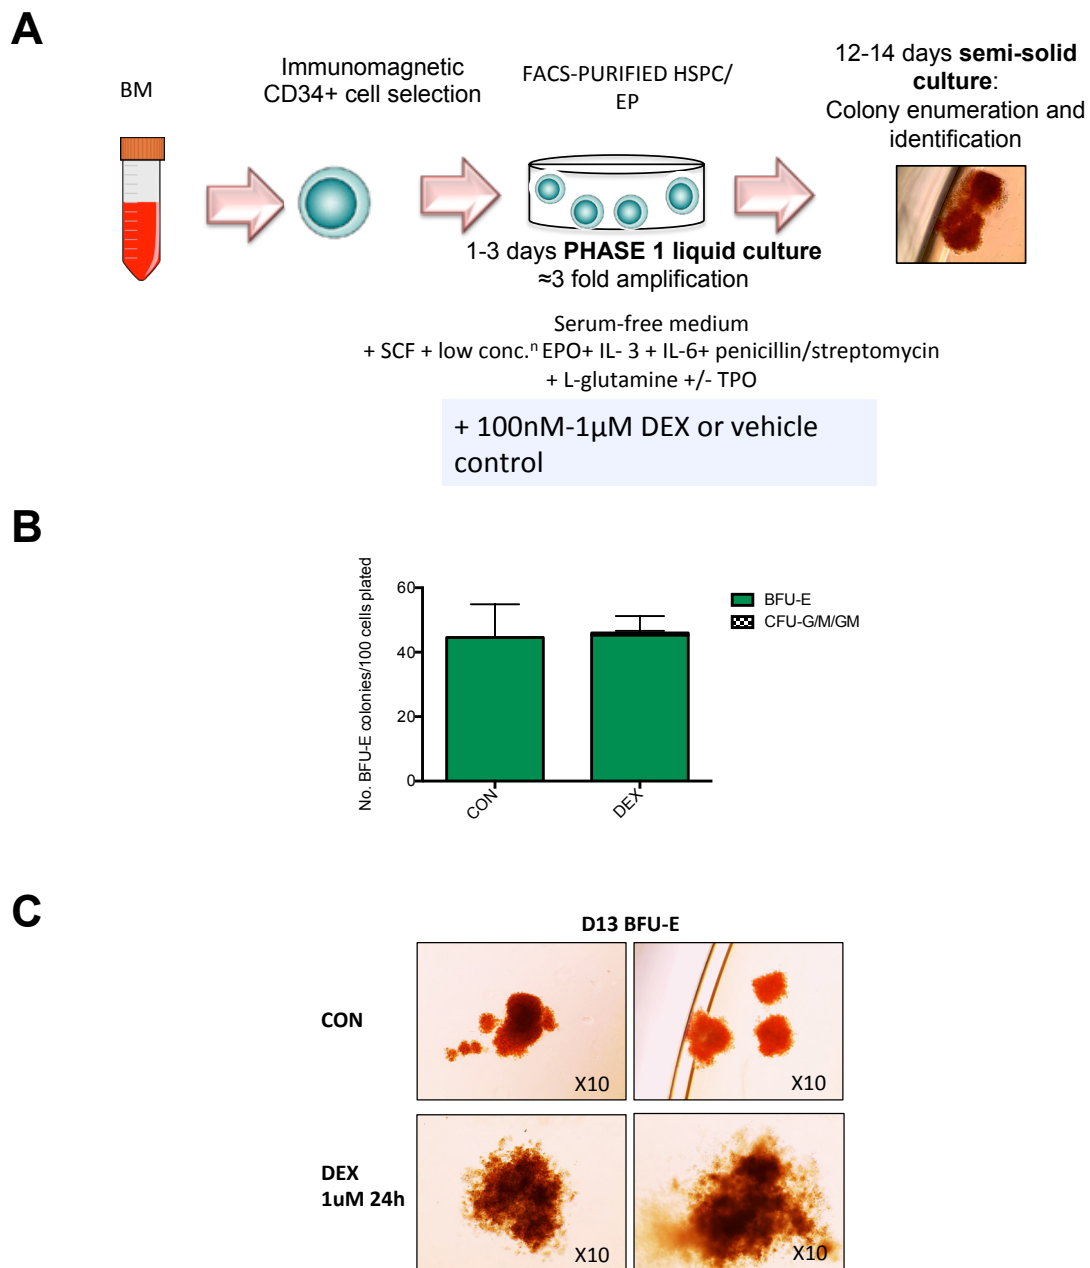 A
BM
Immunomagnetic
CD34+ cell selection
FACS-PURIFIED HSPC/
EP
12-14 days semi-solid
culture:
Colony enumeration and
identification
1-3 days PHASE 1 liquid culture
≈3 fold amplification
Serum-free medium
+ SCF + low conc.ⁿ EPO+ IL- 3 + IL-6+ penicillin/streptomycin
+ L-glutamine +/- TPO
+ 100nM-1µM DEX or vehicle
control
B
No. BFU-E colonies/100 cells plated
60
40
20
0
CON
DEX
BFU-E
CFU-G/M/GM
C
D13 BFU-E
CON
X10
X10
DEX
1uM 24h
X10
X10